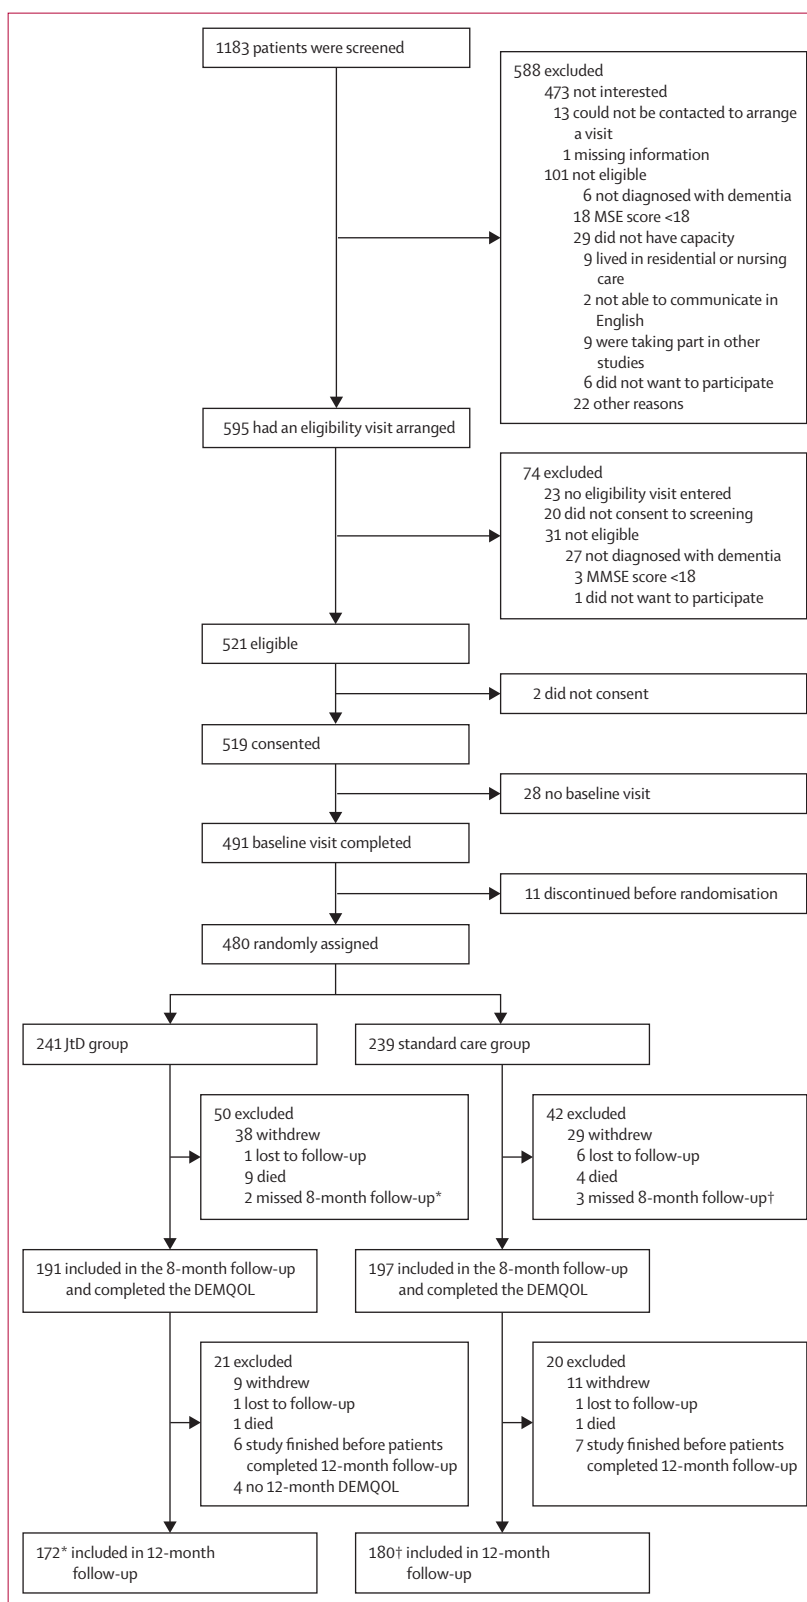 1183 patients were screened
588 excluded
473 not interested
13 could not be contacted to arrange
a visit
1 missing information
101 not eligible
6 not diagnosed with dementia
18 MSE score <18
29 did not have capacity
9 lived in residential or nursing
care
2 not able to communicate in
English
9 were taking part in other
studies
6 did not want to participate
22 other reasons
595 had an eligibility visit arranged
74 excluded
23 no eligibility visit entered
20 did not consent to screening
31 not eligible
27 not diagnosed with dementia
3 MMSE score <18
1 did not want to participate
521 eligible
2 did not consent
519 consented
28 no baseline visit
491 baseline visit completed
11 discontinued before randomisation
480 randomly assigned
241 JtD group
239 standard care group
50 excluded
38 withdrew
1 lost to follow-up
9 died
2 missed 8-month follow-up*
42 excluded
29 withdrew
6 lost to follow-up
4 died
3 missed 8-month follow-up†
191 included in the 8-month follow-up
and completed the DEMQOL
197 included in the 8-month follow-up
and completed the DEMQOL
21 excluded
9 withdrew
1 lost to follow-up
1 died
6 study finished before patients
completed 12-month follow-up
4 no 12-month DEMQOL
20 excluded
11 withdrew
1 lost to follow-up
1 died
7 study finished before patients
completed 12-month follow-up
172* included in 12-month
follow-up
180† included in 12-month
follow-up